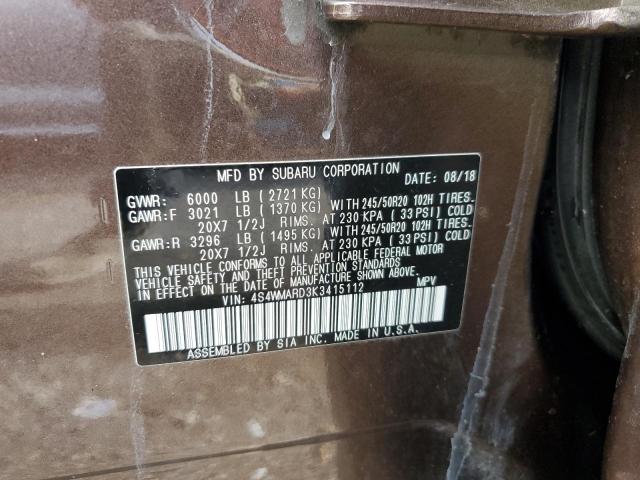 MFD BY SUBARU CORPORATION DATE: 08/18
GVWR: 6000 LB ( 2721 KG)
GAWR:F 3021 LB ( 1370 KG) WITH 245/50R20 102H TIRES.
20X7 1/2J RIMS. AT 230 KPA ( 33 PSI) COLD
GAWR:R 3296 LB ( 1495 KG) WITH 245/50R20 102H TIRES.
20X7 1/2J RIMS. AT 230 KPA ( 33 PSI) COLD
THIS VEHICLE CONFORMS TO ALL APPLICABLE FEDERAL MOTOR
VEHICLE SAFETY, BUMPER, AND THEFT PREVENTION STANDARDS
IN EFFECT ON THE DATE OF MANUFACTURE SHOWN ABOVE.
VIN: 4S4WMARD3K3415112 MPV
ASSEMBLED BY SIA INC. MADE IN U.S.A.